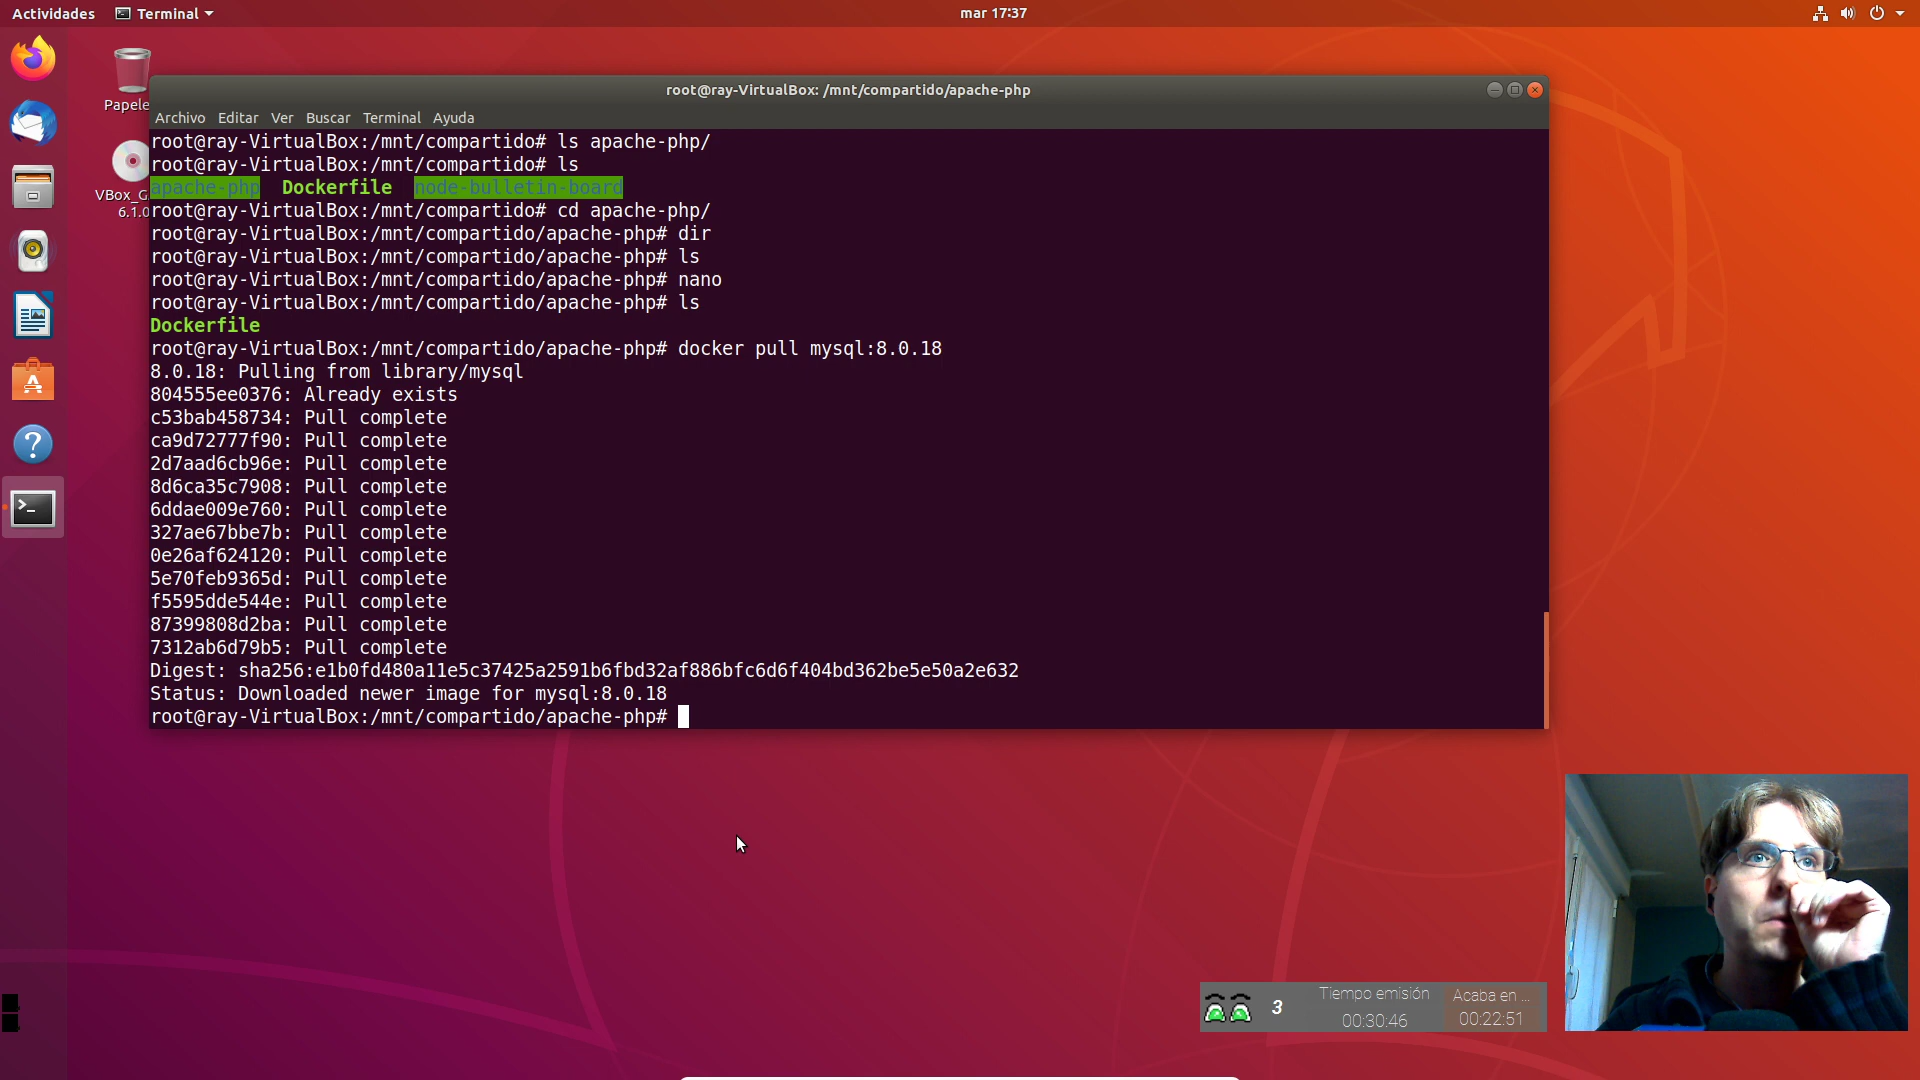 Actividades
Terminal
mar 17:37
Papele
VBox_G
6.1.0
root@ray-VirtualBox: /mnt/compartido/apache-php
Archivo Editar Ver Buscar Terminal Ayuda
root@ray-VirtualBox:/mnt/compartido# ls apache-php/
root@ray-VirtualBox:/mnt/compartido# ls
apache-php Dockerfile node-bulletin-board
root@ray-VirtualBox:/mnt/compartido# cd apache-php/
root@ray-VirtualBox:/mnt/compartido/apache-php# dir
root@ray-VirtualBox:/mnt/compartido/apache-php# ls
root@ray-VirtualBox:/mnt/compartido/apache-php# nano
root@ray-VirtualBox:/mnt/compartido/apache-php# ls
Dockerfile
root@ray-VirtualBox:/mnt/compartido/apache-php# docker pull mysql:8.0.18
8.0.18: Pulling from library/mysql
804555ee0376: Already exists
c53bab458734: Pull complete
ca9d72777f90: Pull complete
2d7aad6cb96e: Pull complete
8d6ca35c7908: Pull complete
6ddae009e760: Pull complete
327ae67bbe7b: Pull complete
0e26af624120: Pull complete
5e70feb9365d: Pull complete
f5595dde544e: Pull complete
87399808d2ba: Pull complete
7312ab6d79b5: Pull complete
Digest: sha256:e1b0fd480a11e5c37425a2591b6fbd32af886bfc6d6f404bd362be5e50a2e632
Status: Downloaded newer image for mysql:8.0.18
root@ray-VirtualBox:/mnt/compartido/apache-php#
3
Tiempo emisión
00:30:46
Acaba en ...
00:22:51